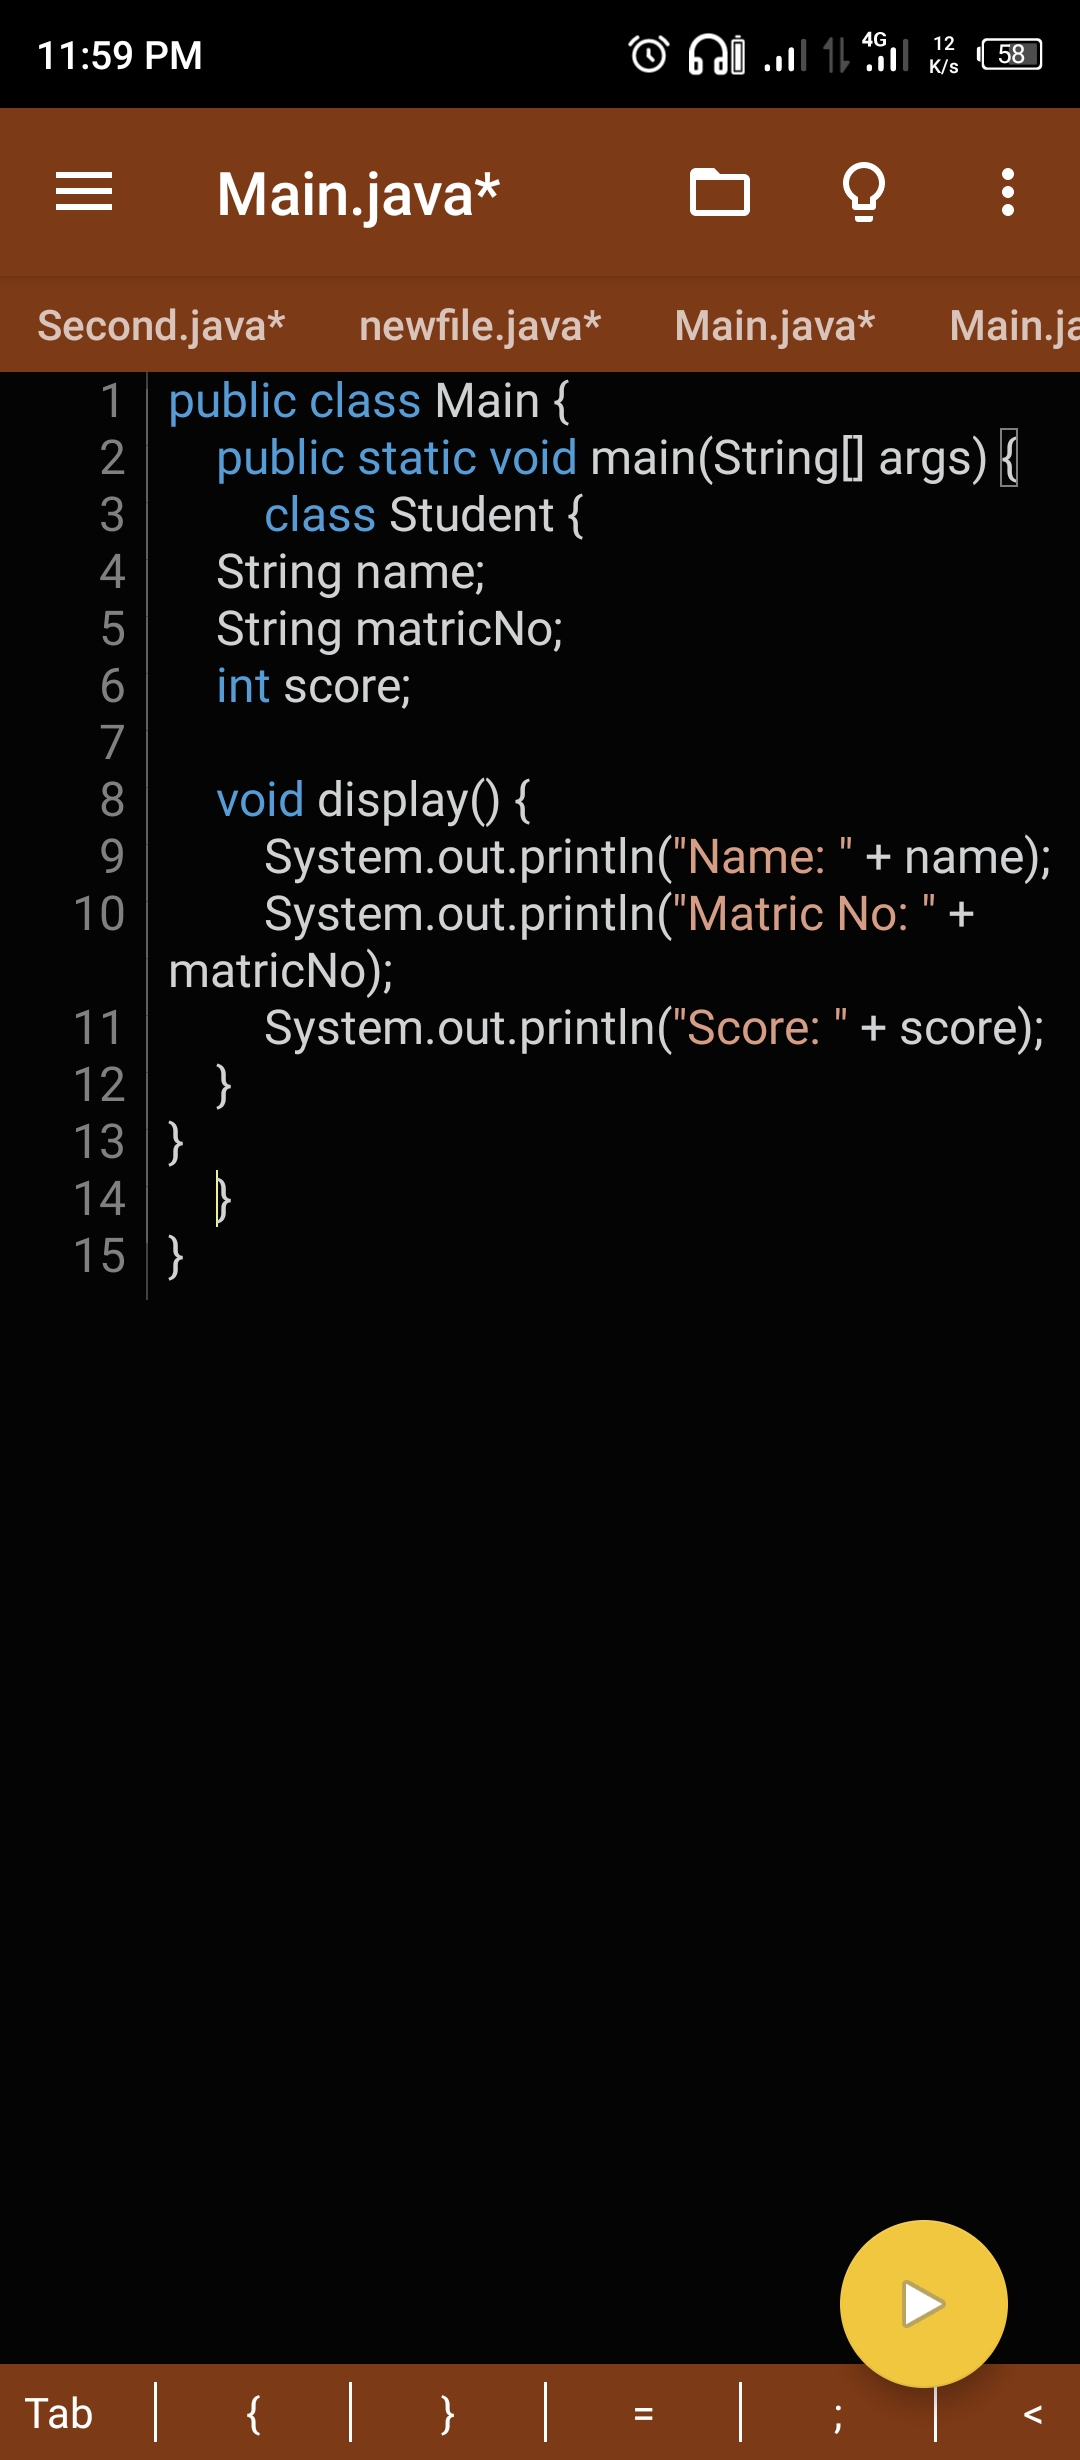 11:59 PM 4G 12 K/s 58
Main.java*
Second.java* newfile.java* Main.java* Main.ja
1 public class Main {
2 public static void main(String[] args) {
3 class Student {
4 String name;
5 String matricNo;
6 int score;
7
8 void display() {
9 System.out.println("Name: " + name);
10 System.out.println("Matric No: " +
matricNo);
11 System.out.println("Score: " + score);
12 }
13 }
14 }
15 }
Tab { } = ; <